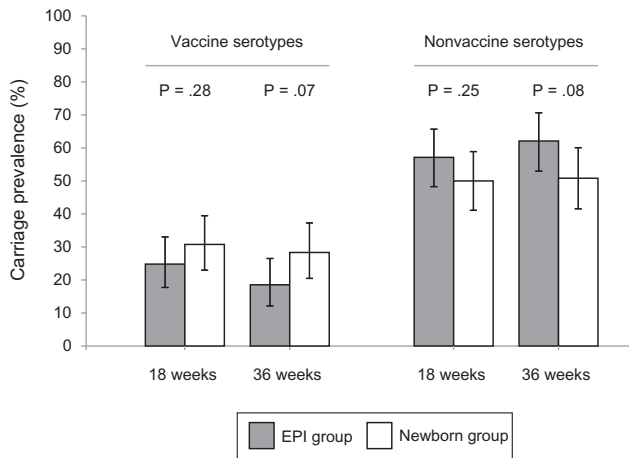 Vaccine serotypes
Nonvaccine serotypes
P = .28
P = .07
P = .25
P = .08
Carriage prevalence (%)
100
90
80
70
60
50
40
30
20
10
0
18 weeks
36 weeks
18 weeks
36 weeks
EPI group
Newborn group